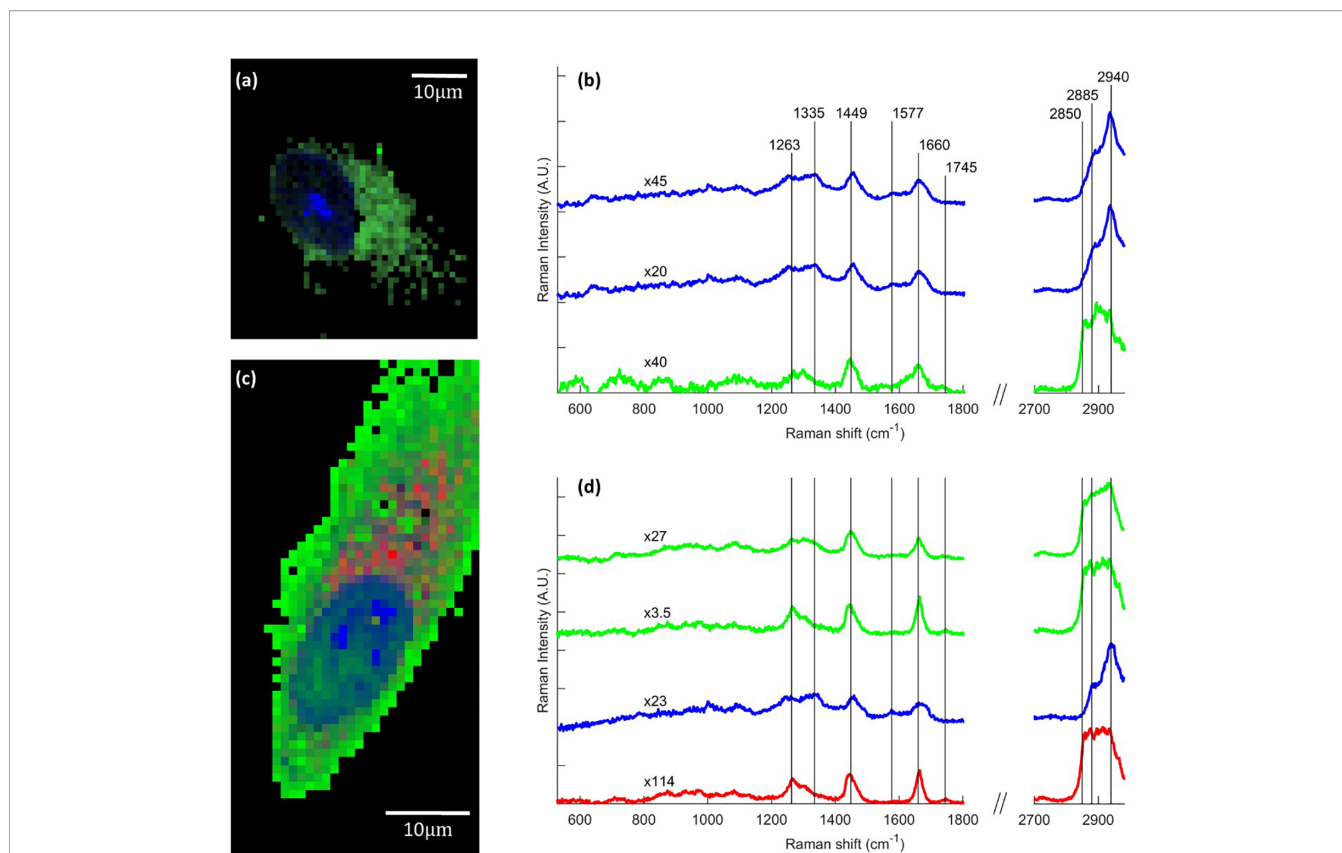 (a)
10μm
(b)
2940
2885
2850
1335
1449
1577
1263
1660
1745
x45
x20
x40
Raman Intensity (A.U.)
600
800
1000
1200
1400
1600
1800
//
2700
2900
Raman shift (cm⁻¹)
(c)
10μm
(d)
x27
x3.5
x23
x114
Raman Intensity (A.U.)
600
800
1000
1200
1400
1600
1800
//
2700
2900
Raman shift (cm⁻¹)